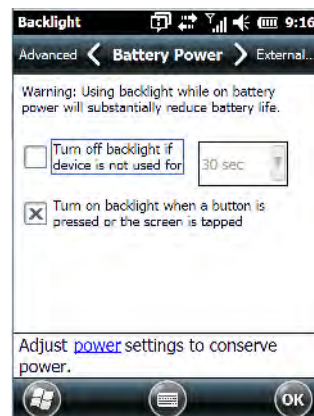 Backlight 9:16
Advanced Battery Power External...
Warning: Using backlight while on battery
power will substantially reduce battery life.
Turn off backlight if
device is not used for
30 sec
Turn on backlight when a button is
pressed or the screen is tapped
Adjust power settings to conserve
power.
OK